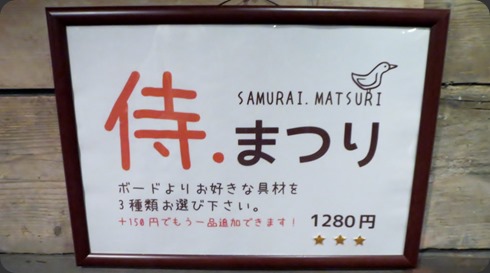 SAMURAI. MATSURI
侍.まつり
ボードよりお好きな具材を
3種類お選び下さい。
+150円でもう一品追加できます!
1280円